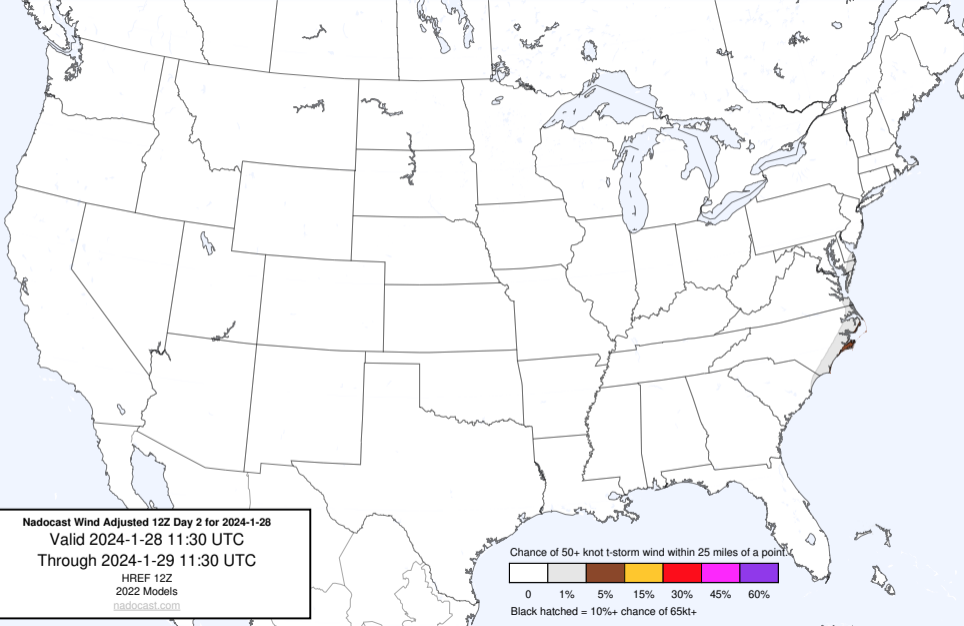 Nadocast Wind Adjusted 12Z Day 2 for 2024-1-28
Valid 2024-1-28 11:30 UTC
Through 2024-1-29 11:30 UTC
HREF 12Z
2022 Models
nadocast.com
Chance of 50+ knot t-storm wind within 25 miles of a point.
0 1% 5% 15% 30% 45% 60%
Black hatched = 10%+ chance of 65kt+